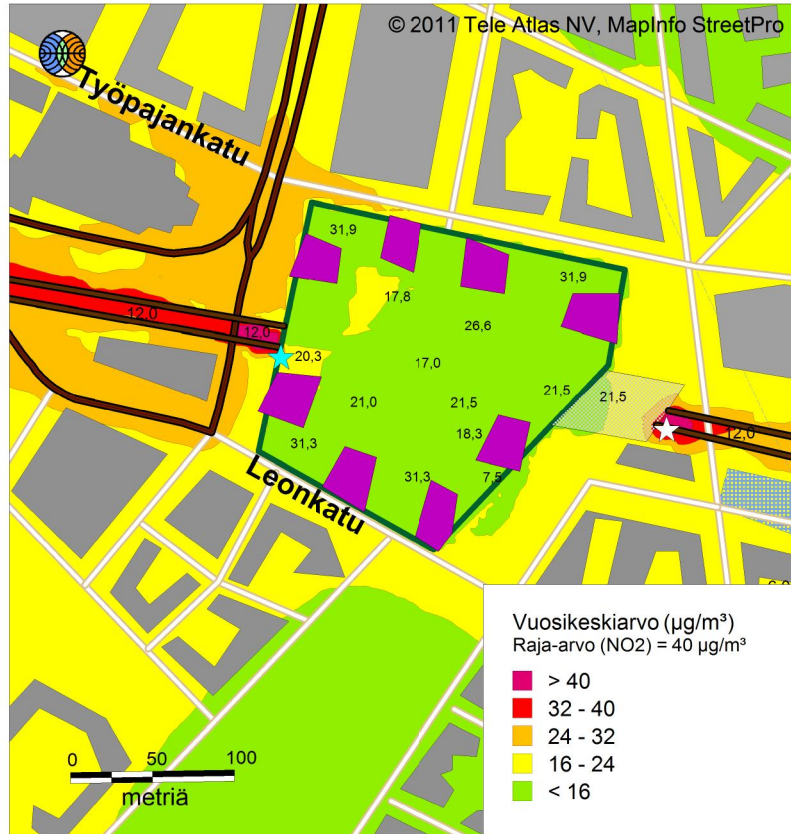 © 2011 Tele Atlas NV, MapInfo StreetPro
Työpajankatu
31,9
31,9
17,8
26,6
12,0
12,0
20,3
17,0
21,0
21,5
21,5
21,5
18,3
12,0
31,3
31,3
7,5
Leonkatu
Vuosikeskiarvo (µg/m³)
Raja-arvo (NO2) = 40 µg/m³
> 40
32 - 40
24 - 32
16 - 24
< 16
0 50 100
metriä